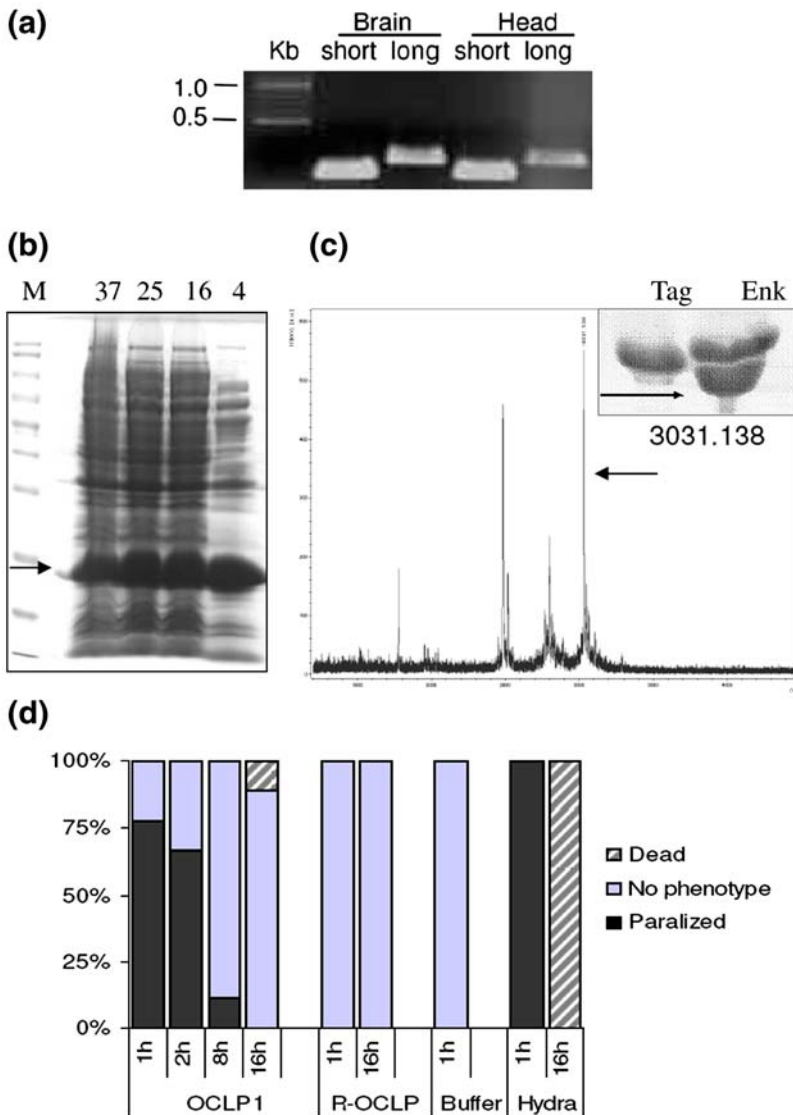 (a)
Brain Head
Kb short long short long
1.0
0.5
(b)
M 37 25 16 4
(c)
Tag Enk
3031.138
(d)
100%
75%
50%
25%
0%
Dead
No phenotype
Paralized
1h 2h 8h 16h 1h 16h 1h 1h 16h
OCLP1 R-OCLP Buffer Hydra